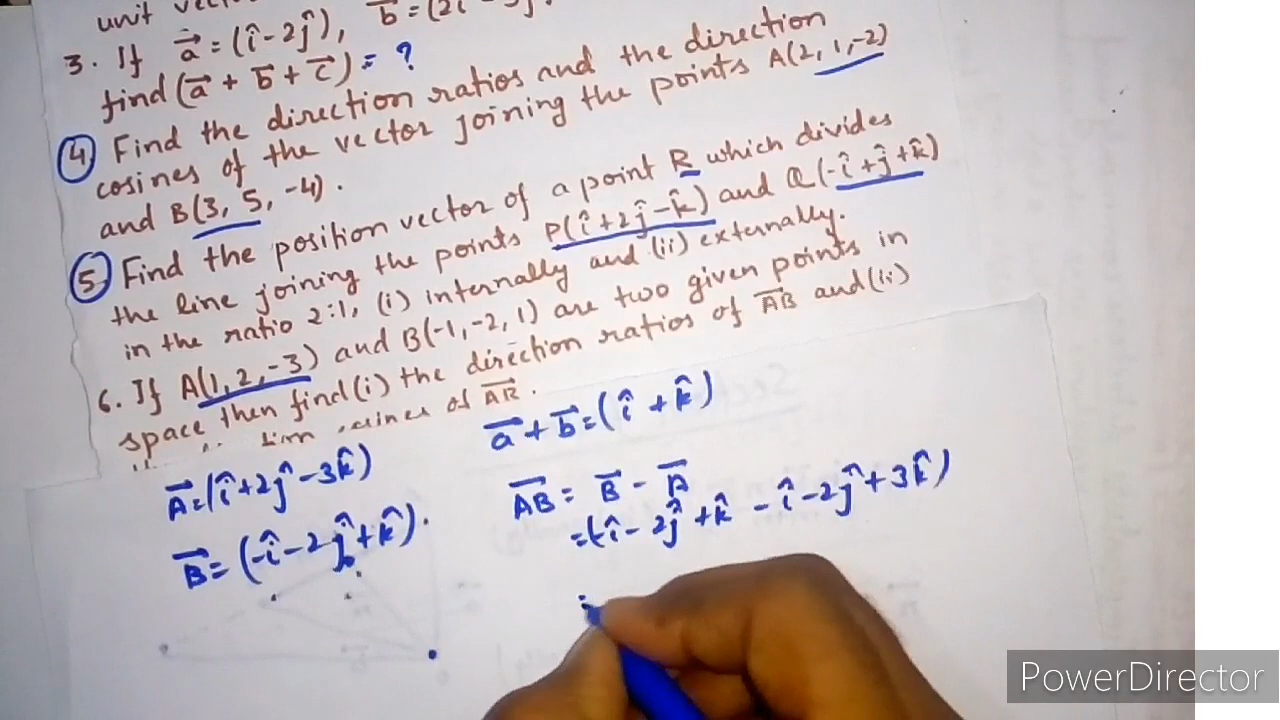 unit
3. If a⃗ = (î-2ĵ), b⃗ =
find (a⃗ + b⃗ + c⃗) = ?
④ Find the direction ratios and the direction
cosines of the vector joining the points A(2, 1, -2)
and B(3, 5, -4).
⑤ Find the position vector of a point R which divides
the line joining the points P(î+2ĵ-k̂) and Q(-î+ĵ+k̂)
in the ratio 2:1, (i) internally and (ii) externally.
6. If A(1, 2, -3) and B(-1, -2, 1) are two given points in
space then find (i) the direction ratios of A⃗B⃗ and (ii)
of A⃗B⃗.
a⃗ + b⃗ = (î + k̂)
A⃗ = (î+2ĵ-3k̂)
B⃗ = (-î-2ĵ+k̂).
A⃗B⃗ = B⃗ - A⃗
= (-î - 2ĵ + k̂ - î - 2ĵ + 3k̂)
PowerDirector